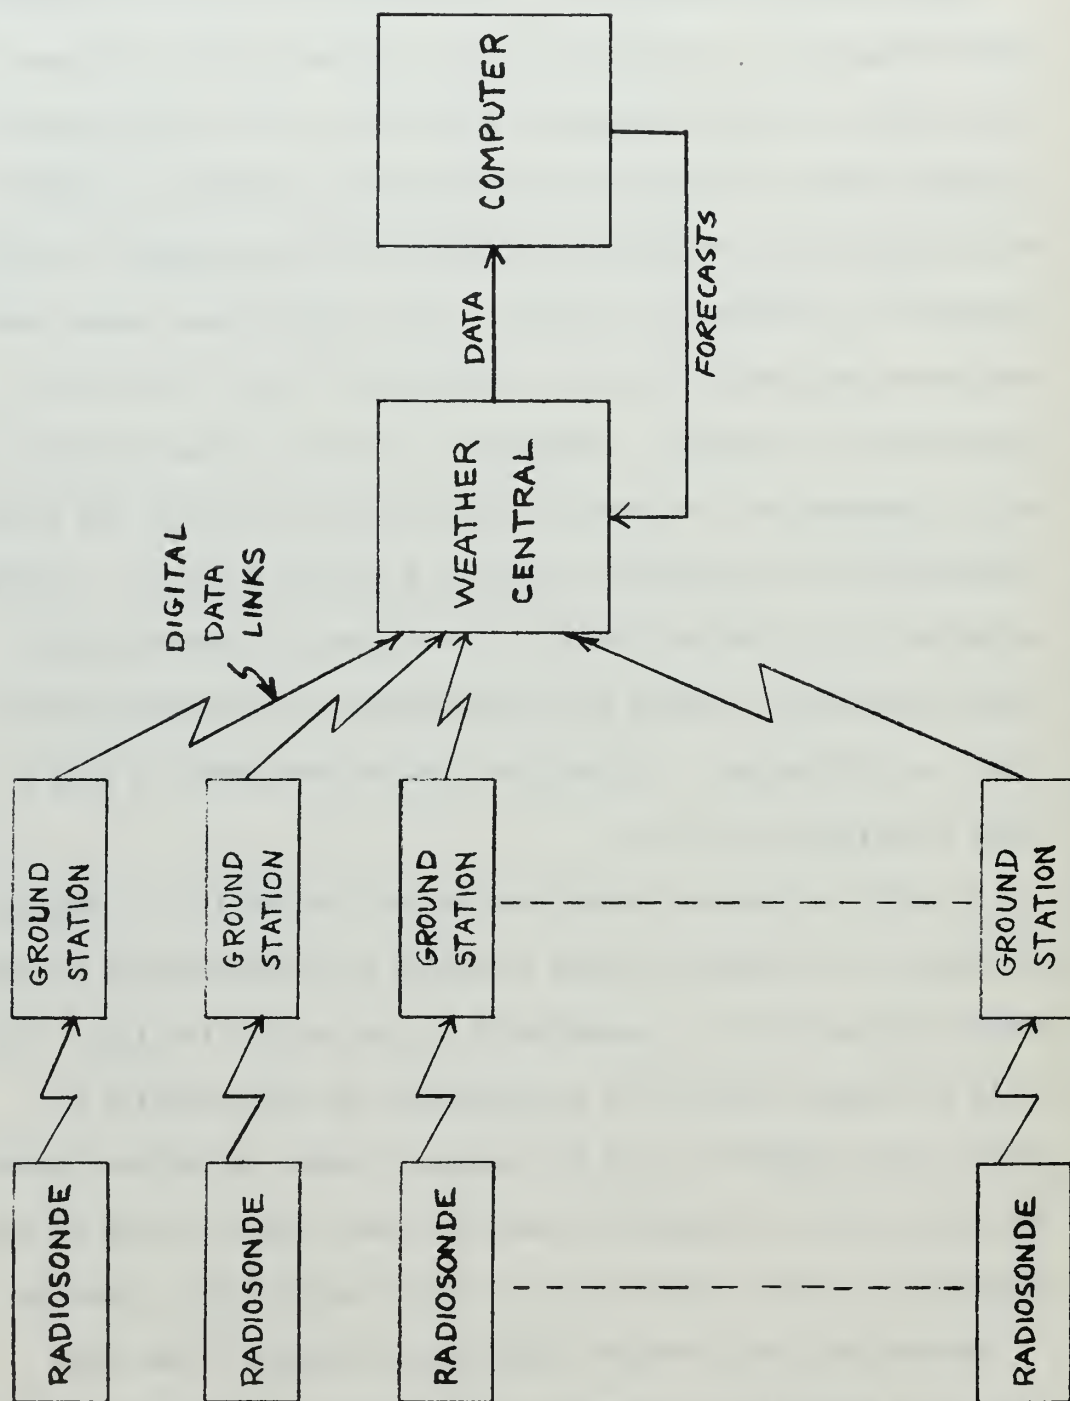 RADIOSONDE
RADIOSONDE
RADIOSONDE
RADIOSONDE
GROUND
STATION
GROUND
STATION
GROUND
STATION
GROUND
STATION
DIGITAL
DATA
LINKS
WEATHER
CENTRAL
DATA
FORECASTS
COMPUTER